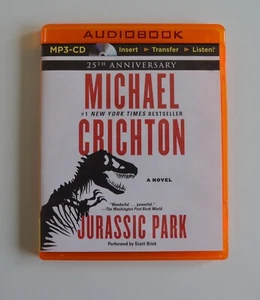 AUDIOBOOK
MP3-CD Insert ► Transfer ► Listen!
25TH ANNIVERSARY
MICHAEL
#1 NEW YORK TIMES BESTSELLER
CRICHTON
A NOVEL
"Wonderful ... powerful."
—The Washington Post Book World
JURASSIC PARK
Performed by Scott Brick